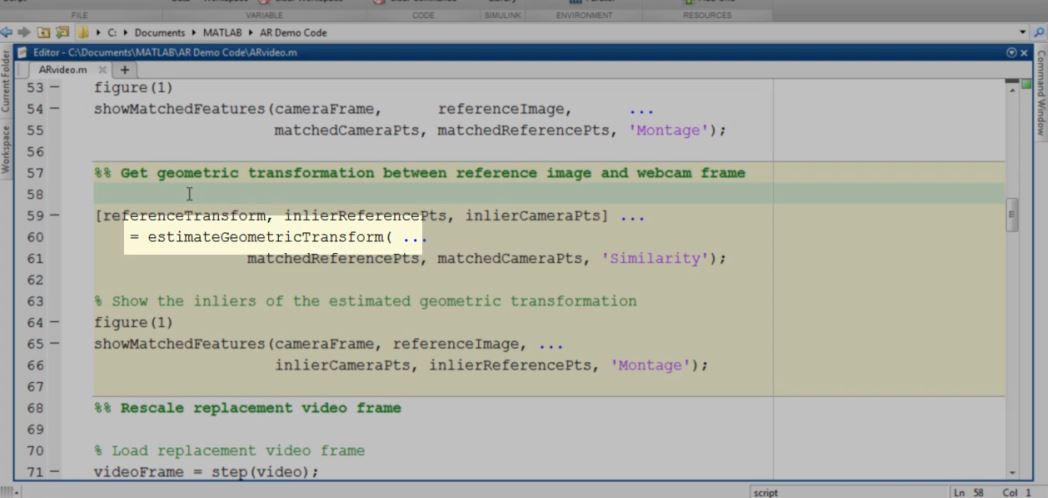 FILE VARIABLE CODE SIMULINK ENVIRONMENT RESOURCES
C: Documents MATLAB AR Demo Code
Editor - C:\Documents\MATLAB\AR Demo Code\ARvideo.m
ARvideo.m
Current Folder
Workspace
Command Window
53 figure(1)
54 showMatchedFeatures(cameraFrame, referenceImage, ...
55 matchedCameraPts, matchedReferencePts, 'Montage');
56
57 %% Get geometric transformation between reference image and webcam frame
58
59 [referenceTransform, inlierReferencePts, inlierCameraPts] ...
60 = estimateGeometricTransform( ...
61 matchedReferencePts, matchedCameraPts, 'Similarity');
62
63 % Show the inliers of the estimated geometric transformation
64 figure(1)
65 showMatchedFeatures(cameraFrame, referenceImage, ...
66 inlierCameraPts, inlierReferencePts, 'Montage');
67
68 %% Rescale replacement video frame
69
70 % Load replacement video frame
71 videoFrame = step(video);
script Ln 58 Col 1